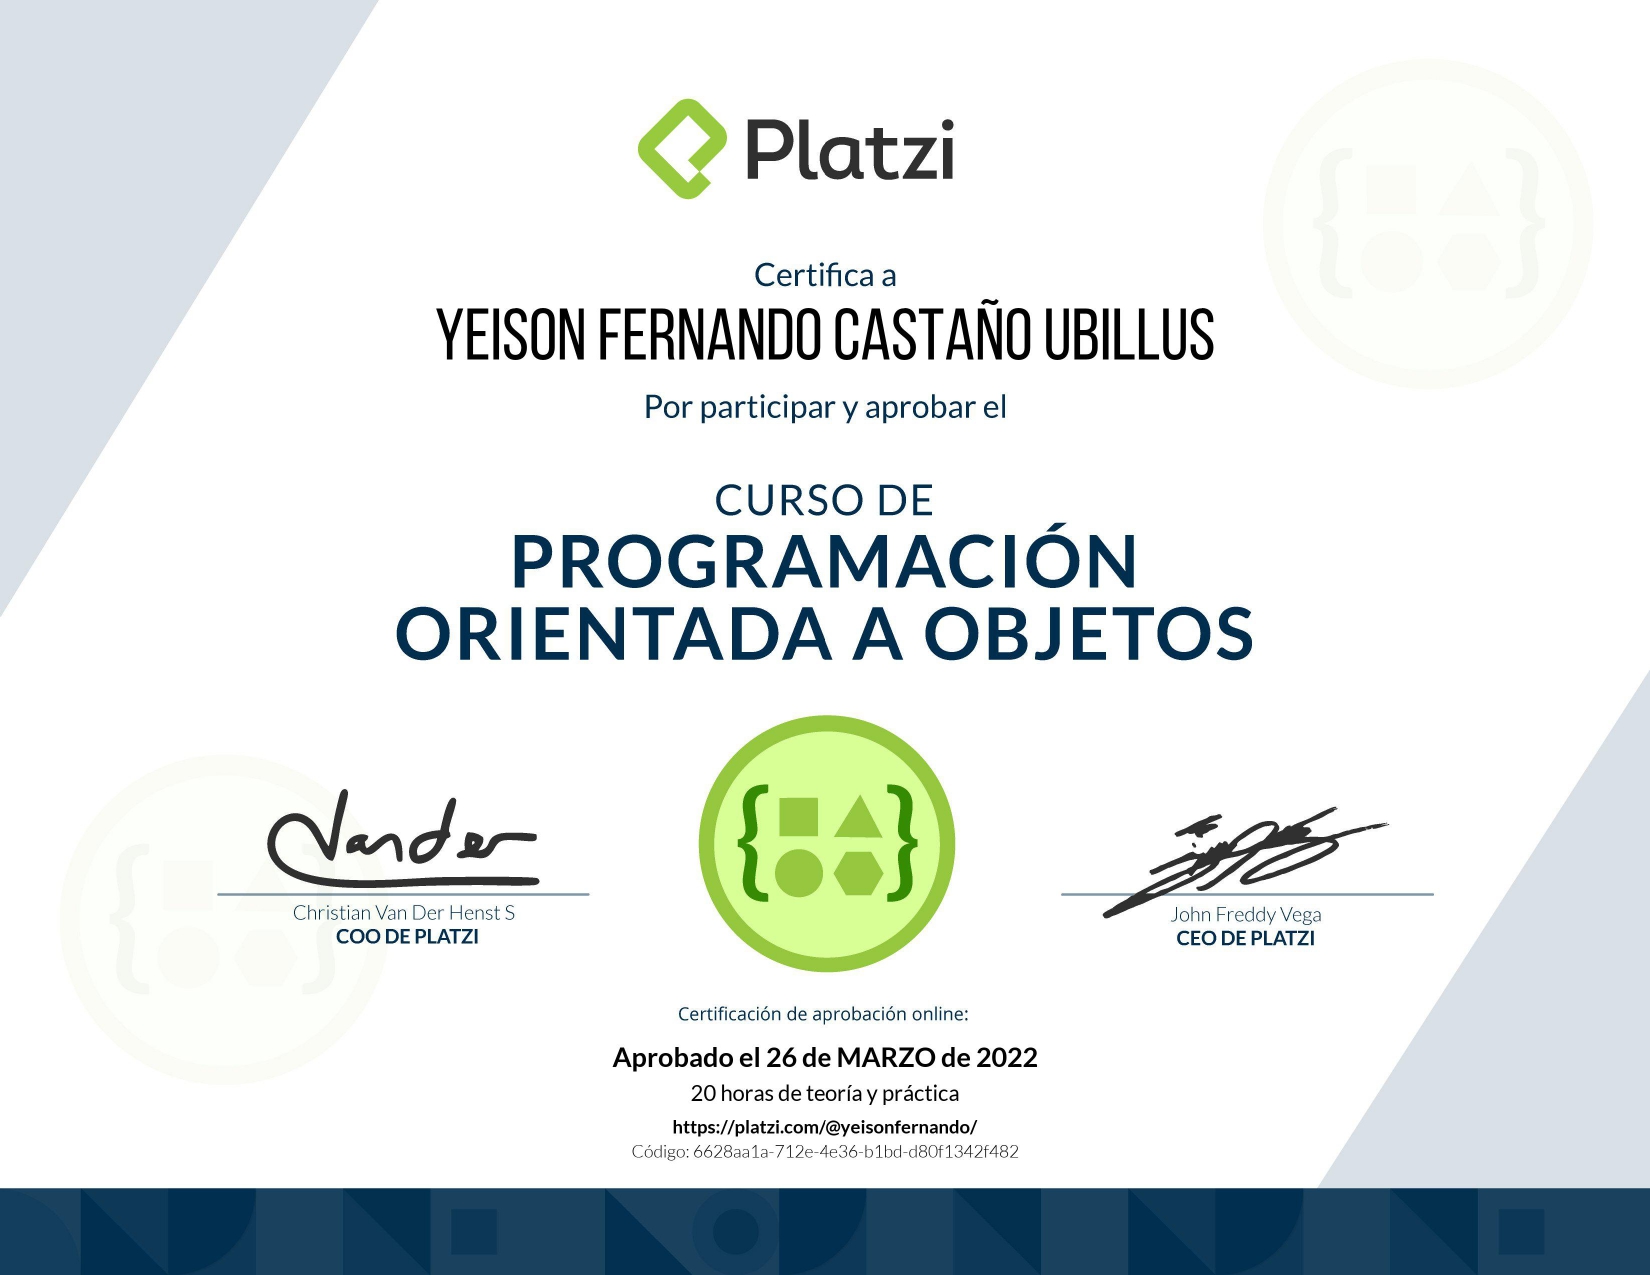 Platzi
Certifica a
YEISON FERNANDO CASTAÑO UBILLUS
Por participar y aprobar el
CURSO DE
PROGRAMACIÓN
ORIENTADA A OBJETOS
Vander
Christian Van Der Henst S
COO DE PLATZI
John Freddy Vega
CEO DE PLATZI
Certificación de aprobación online:
Aprobado el 26 de MARZO de 2022
20 horas de teoría y práctica
https://platzi.com/@yeisonfernando/
Código: 6628aa1a-712e-4e36-b1bd-d80f1342f482